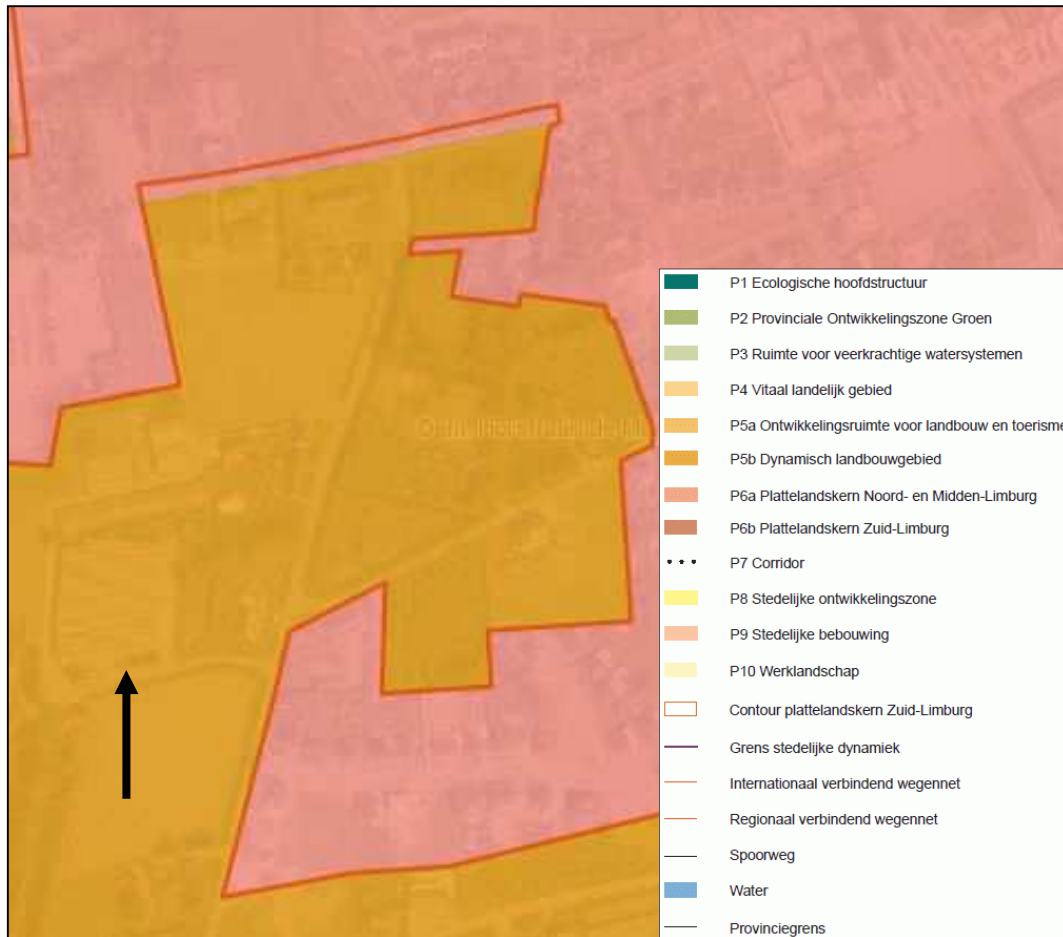 P1 Ecologische hoofdstructuur
P2 Provinciale Ontwikkelingszone Groen
P3 Ruimte voor veerkrachtige watersystemen
P4 Vitaal landelijk gebied
P5a Ontwikkelingsruimte voor landbouw en toerisme
P5b Dynamisch landbouwgebied
P6a Plattelandskern Noord- en Midden-Limburg
P6b Plattelandskern Zuid-Limburg
P7 Corridor
P8 Stedelijke ontwikkelingszone
P9 Stedelijke bebouwing
P10 Werklandschap
Contour plattelandskern Zuid-Limburg
Grens stedelijke dynamiek
Internationaal verbindend wegennet
Regionaal verbindend wegennet
Spoorweg
Water
Provinciegrens